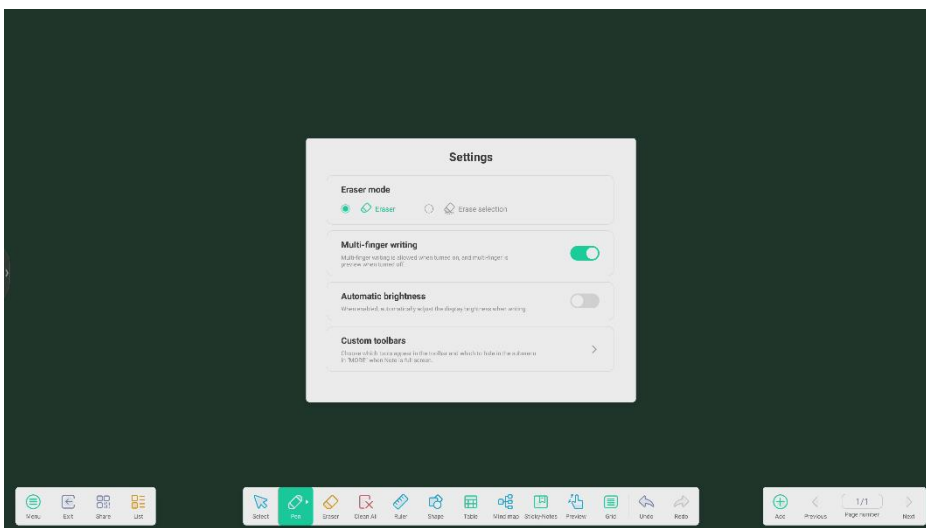 Settings
Eraser mode
Eraser
Erase selection
Multi-finger writing
Multi-finger writing is allowed when turned on, and multi-finger is
preview when turned off.
Automatic brightness
When enabled, automatically adjust the display brightness when writing.
Custom toolbars
Choose which tools appear in the toolbar and which to hide in the submenu
in "MORE" when Note is full screen.
Menu Exit Share List
Select Pen Eraser Clean All Ruler Shape Table Mind map Sticky-Notes Preview Grid Undo Redo
1/1
Add Previous Page number Next